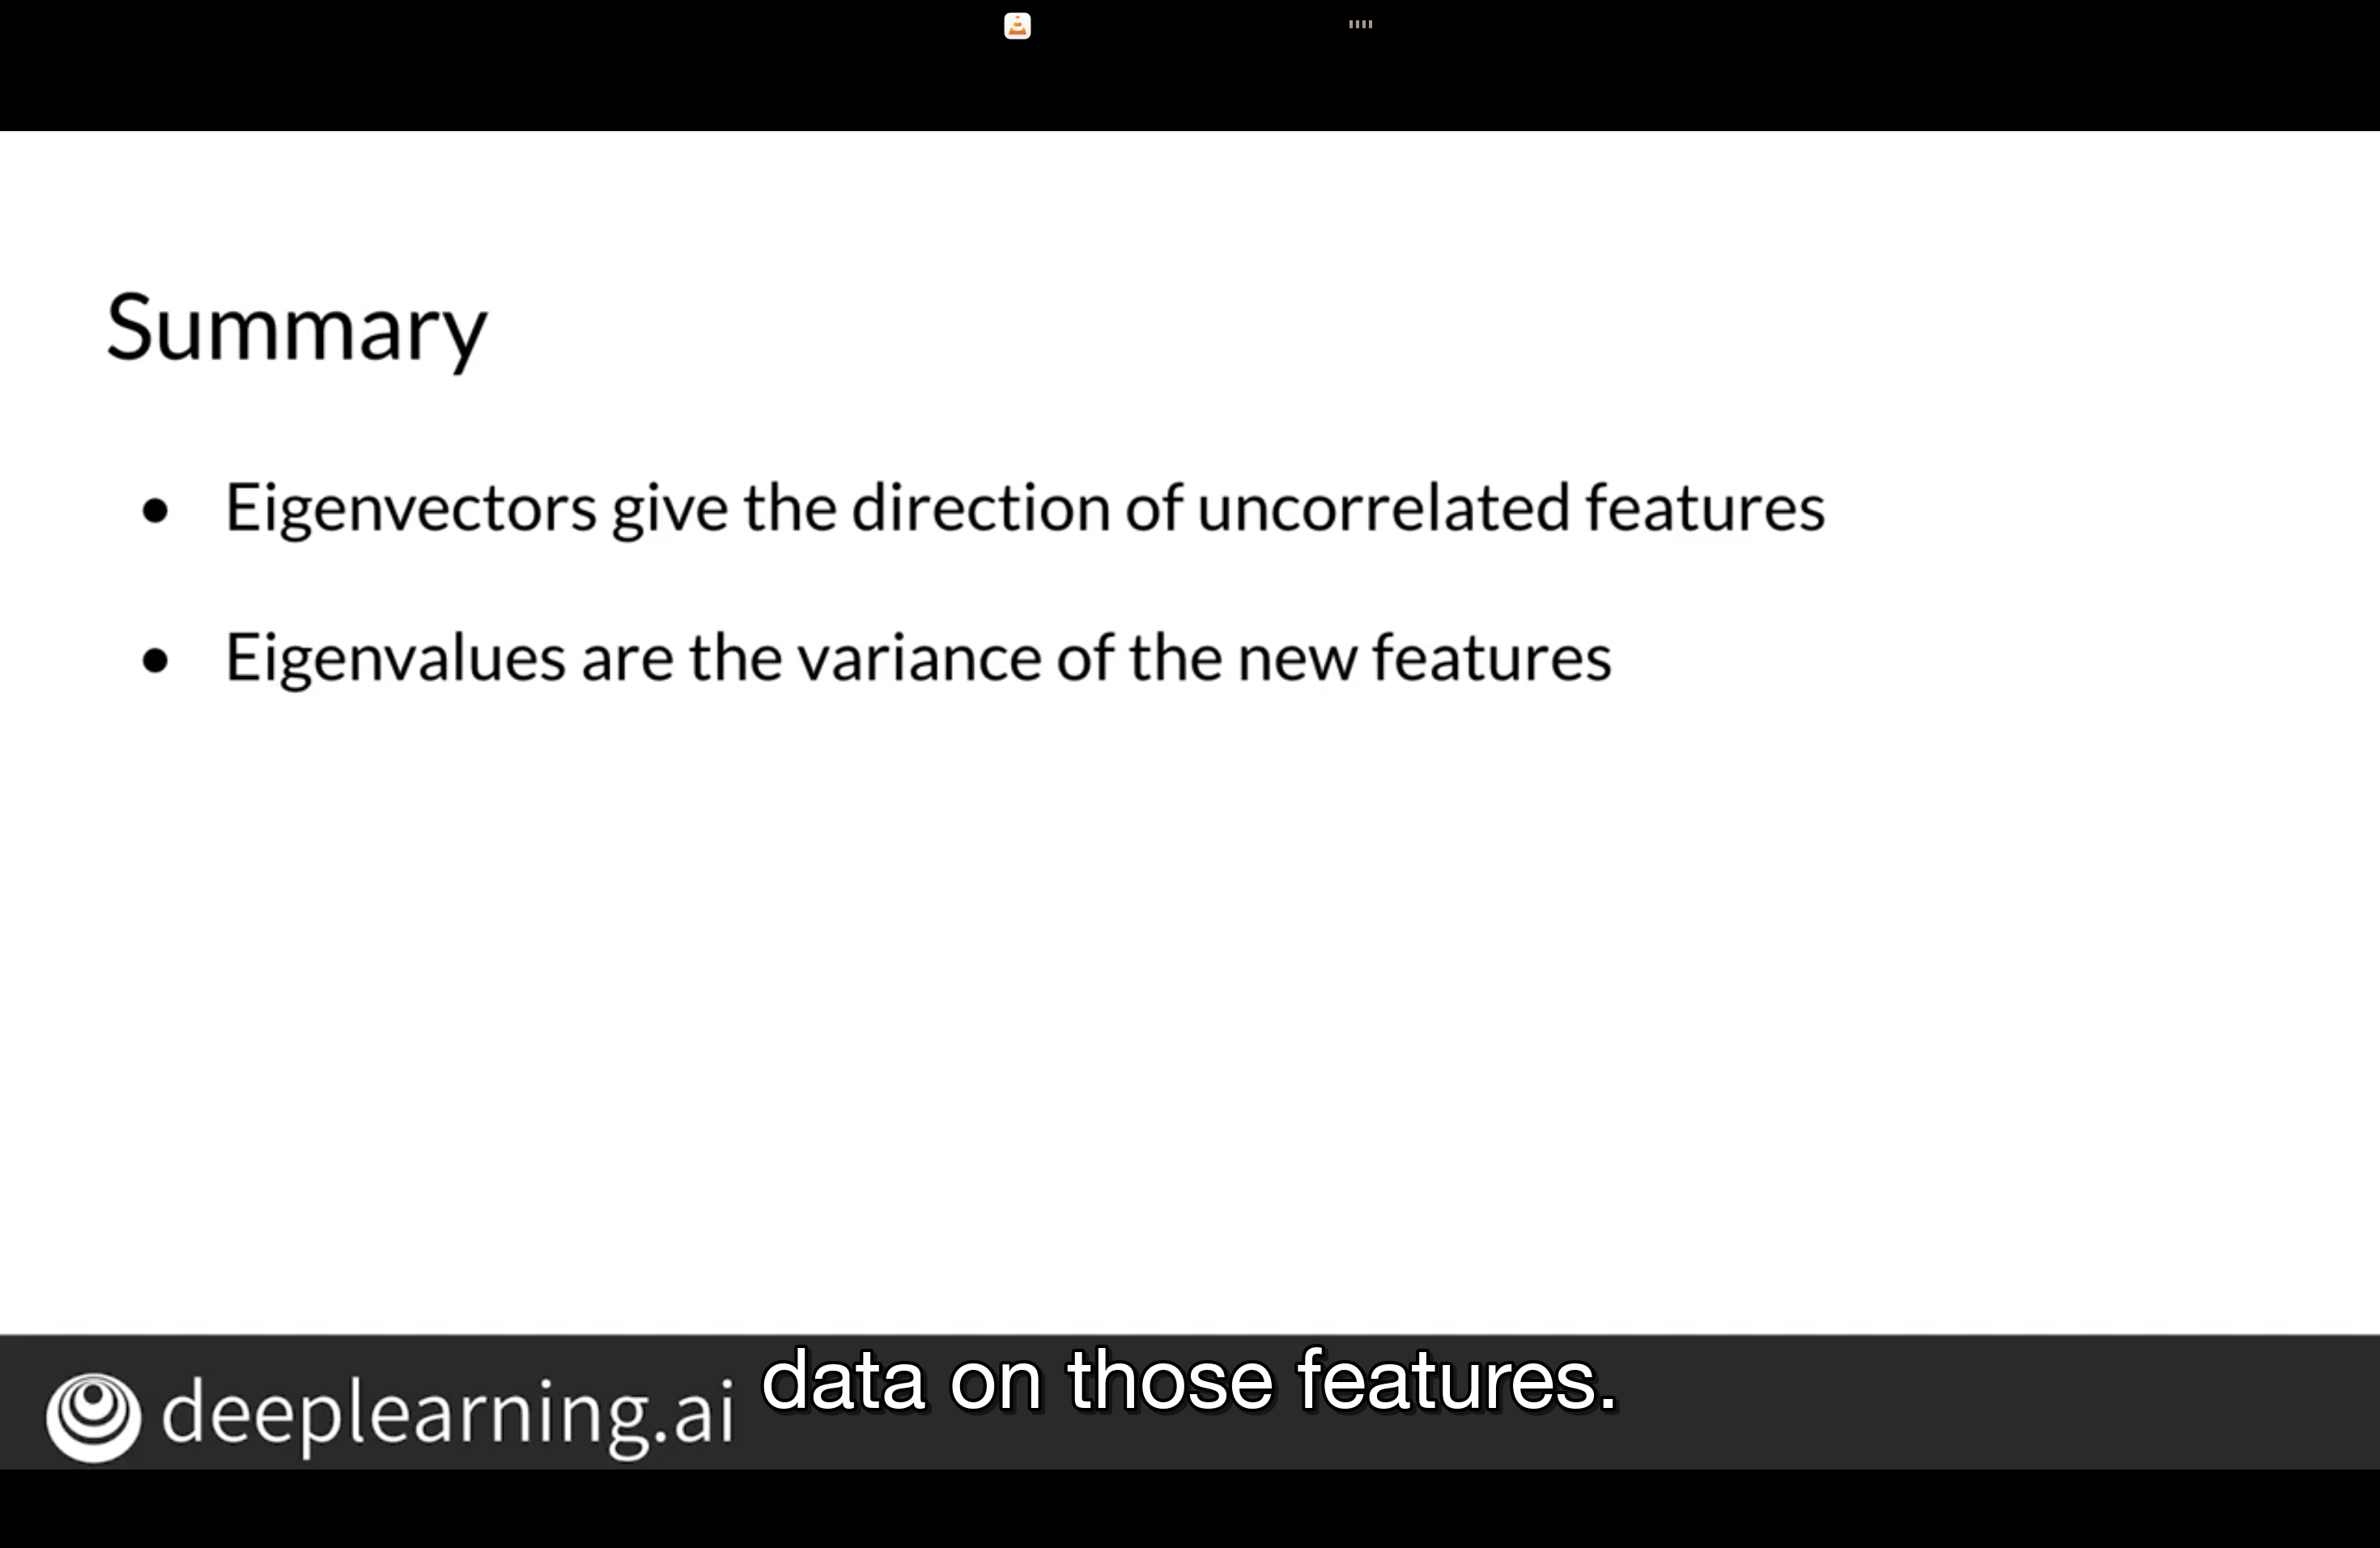 Summary
• Eigenvectors give the direction of uncorrelated features
• Eigenvalues are the variance of the new features
data on those features.
deeplearning.ai